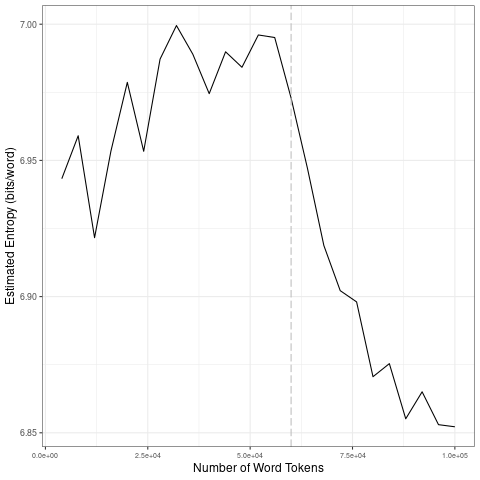 Estimated Entropy (bits/word)
7.00
6.95
6.90
6.85
0.0e+00 2.5e+04 5.0e+04 7.5e+04 1.0e+05
Number of Word Tokens